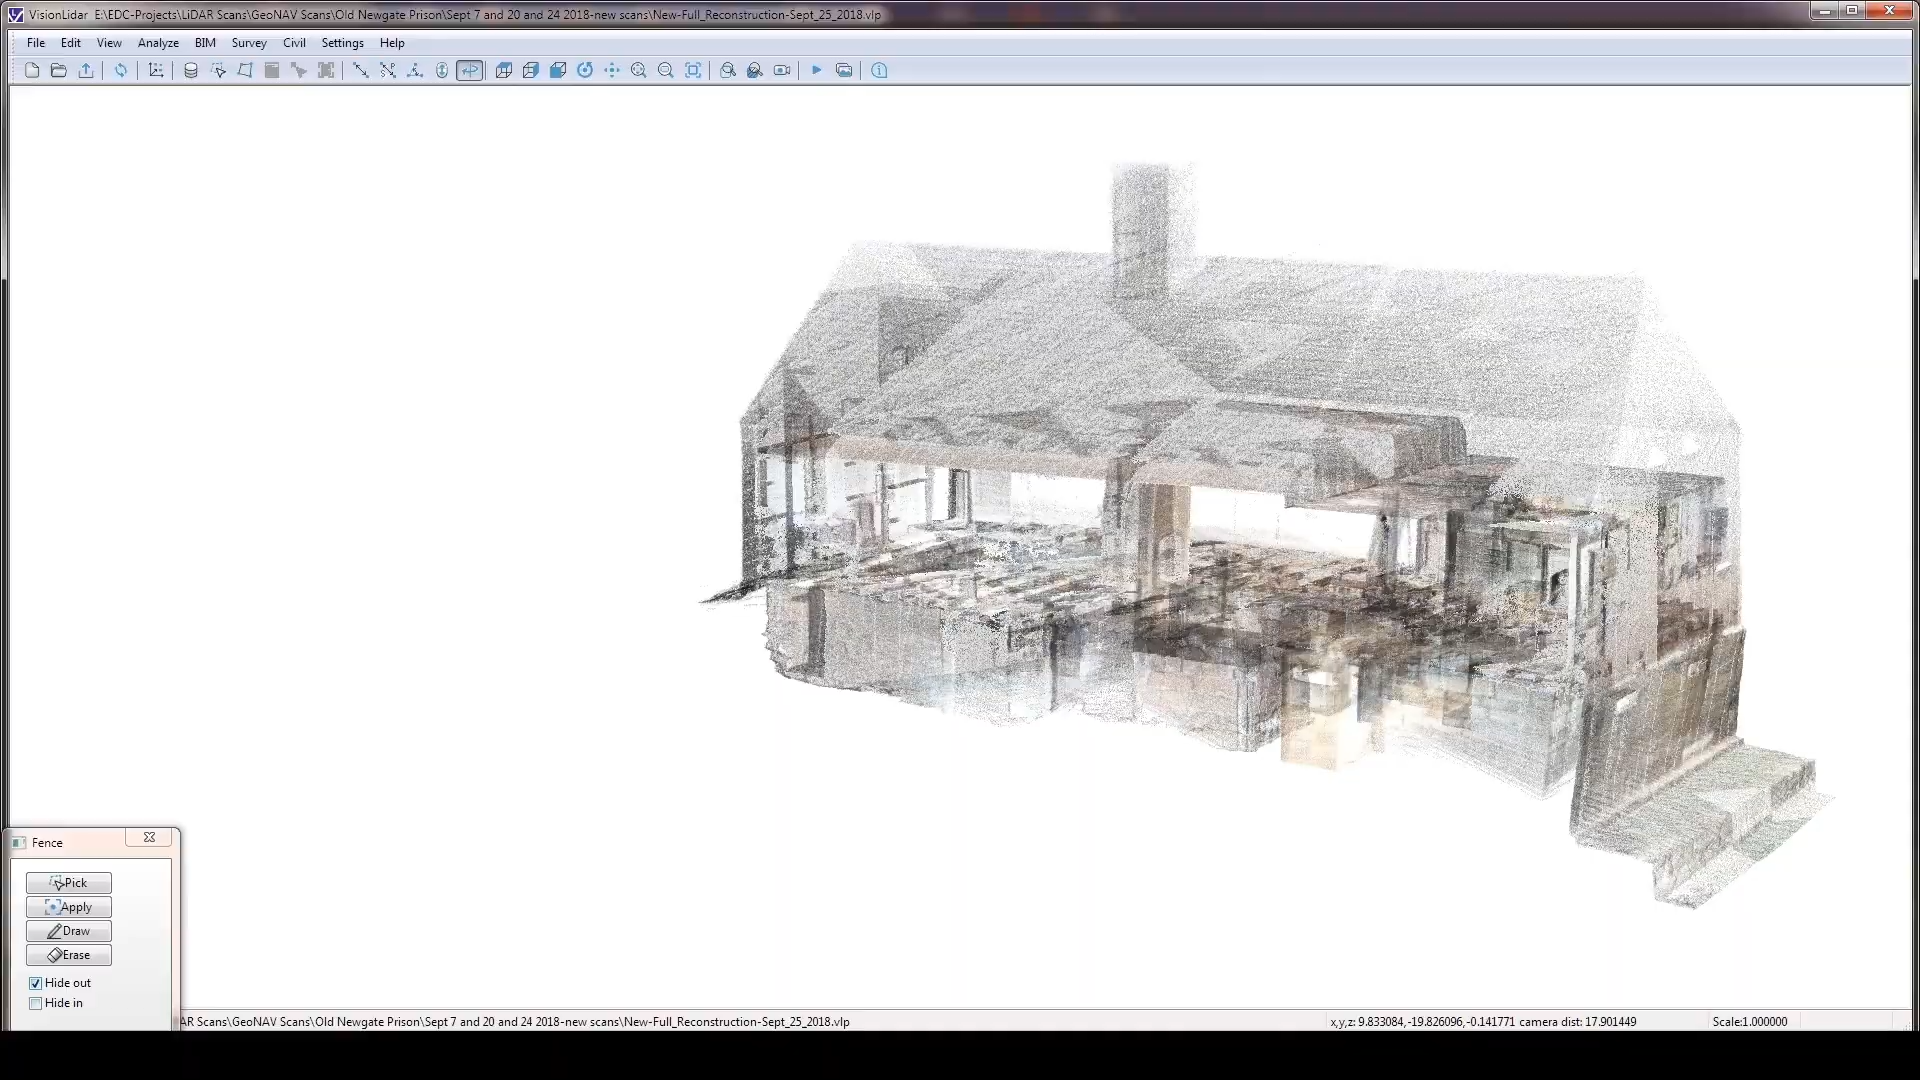 VisionLidar E:\EDC-Projects\LiDAR Scans\GeoNAV Scans\Old Newgate Prison\Sept 7 and 20 and 24 2018-new scans\New-Full_Reconstruction-Sept_25_2018.vlp
File Edit View Analyze BIM Survey Civil Settings Help
Fence
Pick
Apply
Draw
Erase
Hide out
Hide in
AR Scans\GeoNAV Scans\Old Newgate Prison\Sept 7 and 20 and 24 2018-new scans\New-Full_Reconstruction-Sept_25_2018.vlp
x,y,z: 9.833084,-19.826096,-0.141771 camera dist: 17.901449
Scale:1.000000